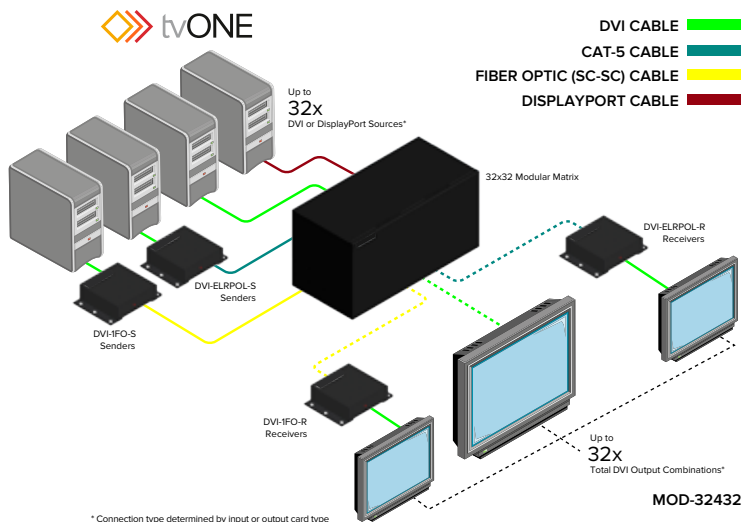 tvONE
DVI CABLE
CAT-5 CABLE
FIBER OPTIC (SC-SC) CABLE
DISPLAYPORT CABLE
Up to
32x
DVI or DisplayPort Sources*
32x32 Modular Matrix
DVI-ELRPOL-R
Receivers
DVI-ELRPOL-S
Senders
DVI-1FO-S
Senders
DVI-1FO-R
Receivers
Up to
32x
Total DVI Output Combinations*
MOD-32432
* Connection type determined by input or output card type